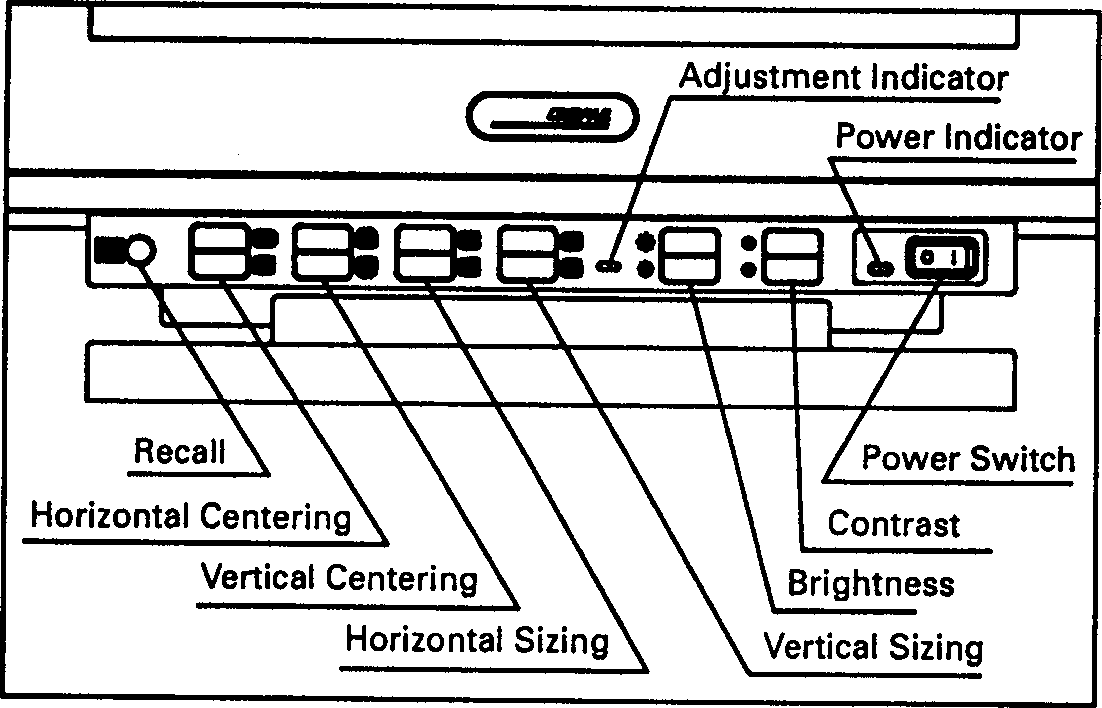 Adjustment Indicator
Power Indicator
O I
Recall
Power Switch
Horizontal Centering
Contrast
Vertical Centering
Brightness
Horizontal Sizing
Vertical Sizing